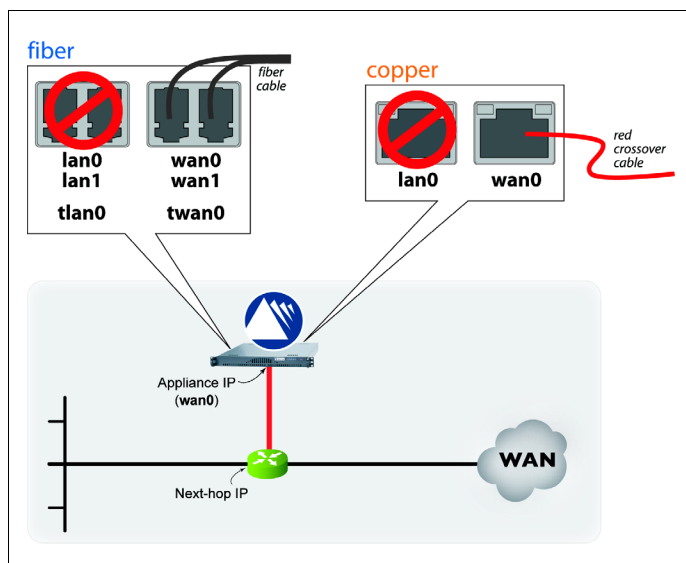 fiber
fiber
cable
lan0
lan1
tlan0
wan0
wan1
twan0
copper
lan0
wan0
red
crossover
cable
Appliance IP
(wan0)
Next-hop IP
WAN